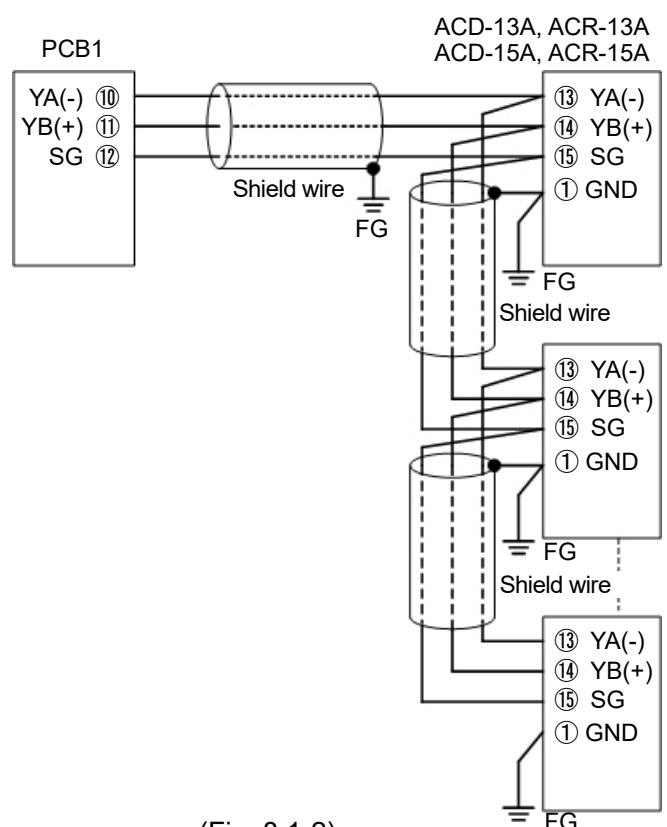 PCB1
YA(-) ⑩
YB(+) ⑪
SG ⑫
Shield wire
FG
ACD-13A, ACR-13A
ACD-15A, ACR-15A
⑬ YA(-)
⑭ YB(+)
⑮ SG
① GND
FG
Shield wire
⑬ YA(-)
⑭ YB(+)
⑮ SG
① GND
FG
Shield wire
⑬ YA(-)
⑭ YB(+)
⑮ SG
① GND
FG